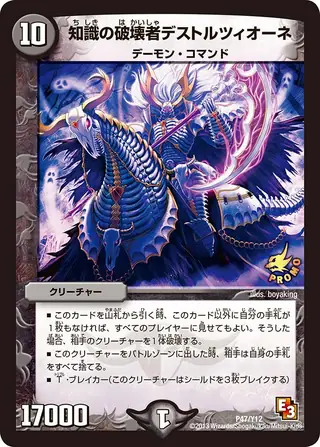 10
ちしき はかいしゃ
知識の破壊者デストルツィオーネ
デーモン・コマンド
PROMO
クリーチャー
illus. boyaking
■このカードを山札から引く時、このカード以外に自分の手札が
1枚もなければ、すべてのプレイヤーに見せてもよい。そうした
場合、相手のクリーチャーを1体破壊する。
■このクリーチャーをバトルゾーンに出した時、相手は自身の手札
をすべて捨てる。
■T・ブレイカー(このクリーチャーはシールドを3枚ブレイクする)
17000
P47/Y12
E3